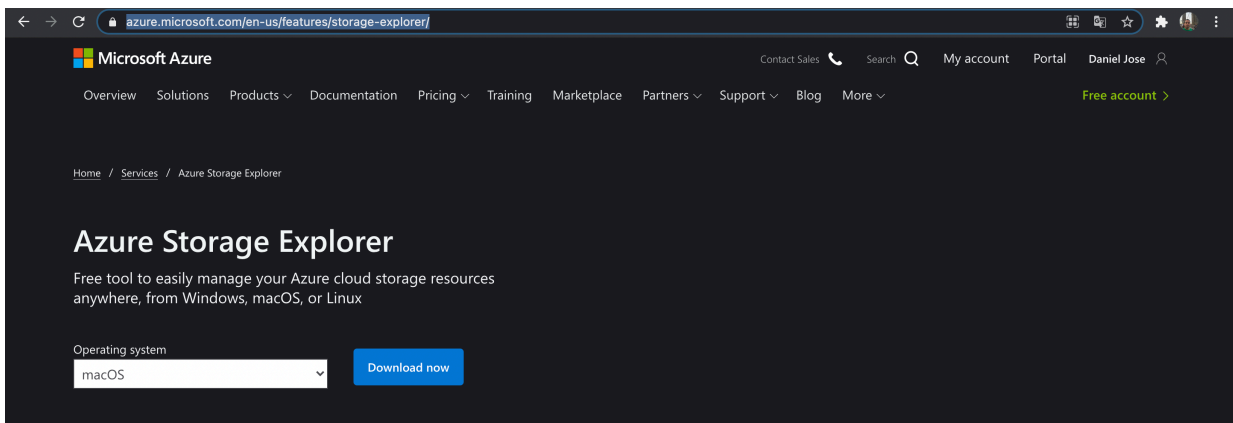 azure.microsoft.com/en-us/features/storage-explorer/
Microsoft Azure
Contact Sales Search My account Portal Daniel Jose
Overview Solutions Products Documentation Pricing Training Marketplace Partners Support Blog More Free account
Home / Services / Azure Storage Explorer
Azure Storage Explorer
Free tool to easily manage your Azure cloud storage resources
anywhere, from Windows, macOS, or Linux
Operating system
macOS Download now